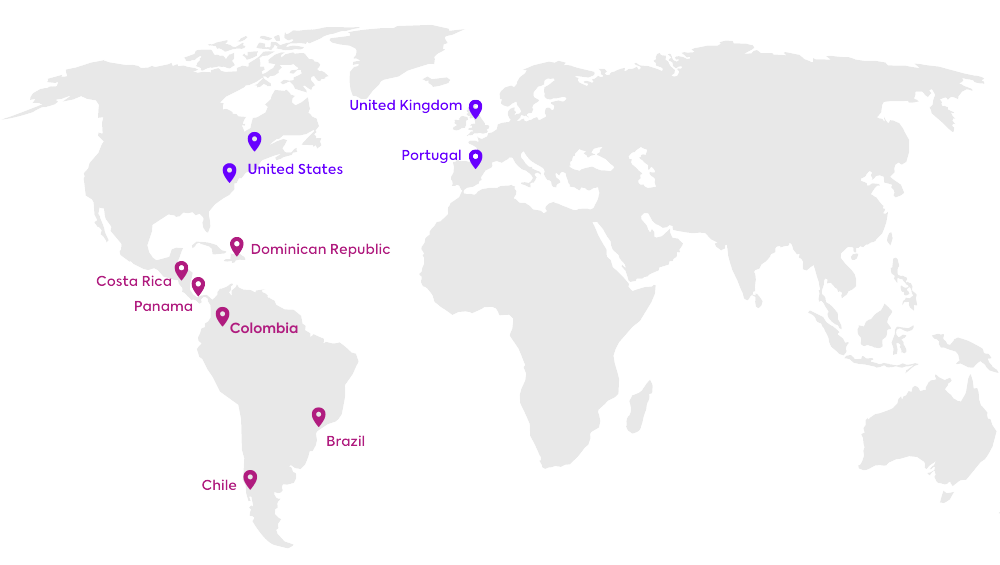 United Kingdom
Portugal
United States
Dominican Republic
Costa Rica
Panama
Colombia
Brazil
Chile